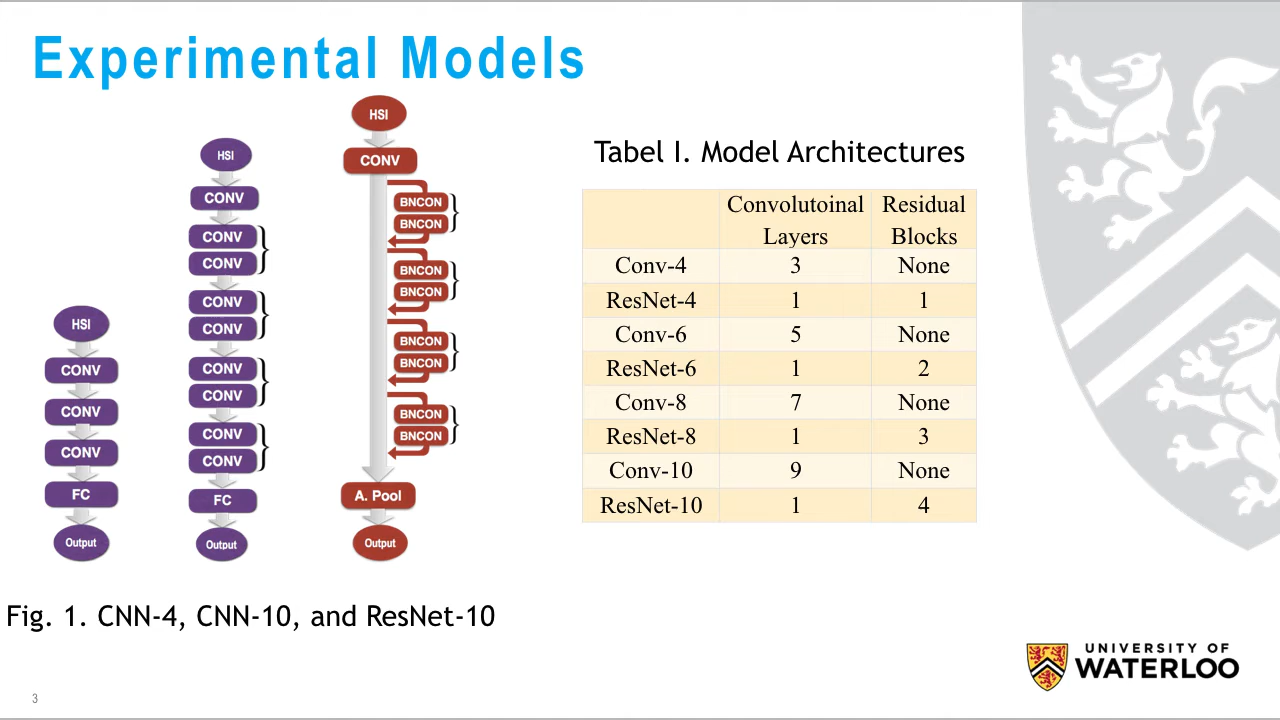 Experimental Models
HSI
CONV
CONV
CONV
FC
Output
HSI
CONV
CONV
CONV
CONV
CONV
CONV
CONV
CONV
CONV
FC
Output
HSI
CONV
BNCON
BNCON
BNCON
BNCON
BNCON
BNCON
BNCON
BNCON
A. Pool
Output
Fig. 1. CNN-4, CNN-10, and ResNet-10
Tabel I. Model Architectures
Convolutoinal Residual
Layers Blocks
Conv-4 3 None
ResNet-4 1 1
Conv-6 5 None
ResNet-6 1 2
Conv-8 7 None
ResNet-8 1 3
Conv-10 9 None
ResNet-10 1 4
UNIVERSITY OF
WATERLOO
3